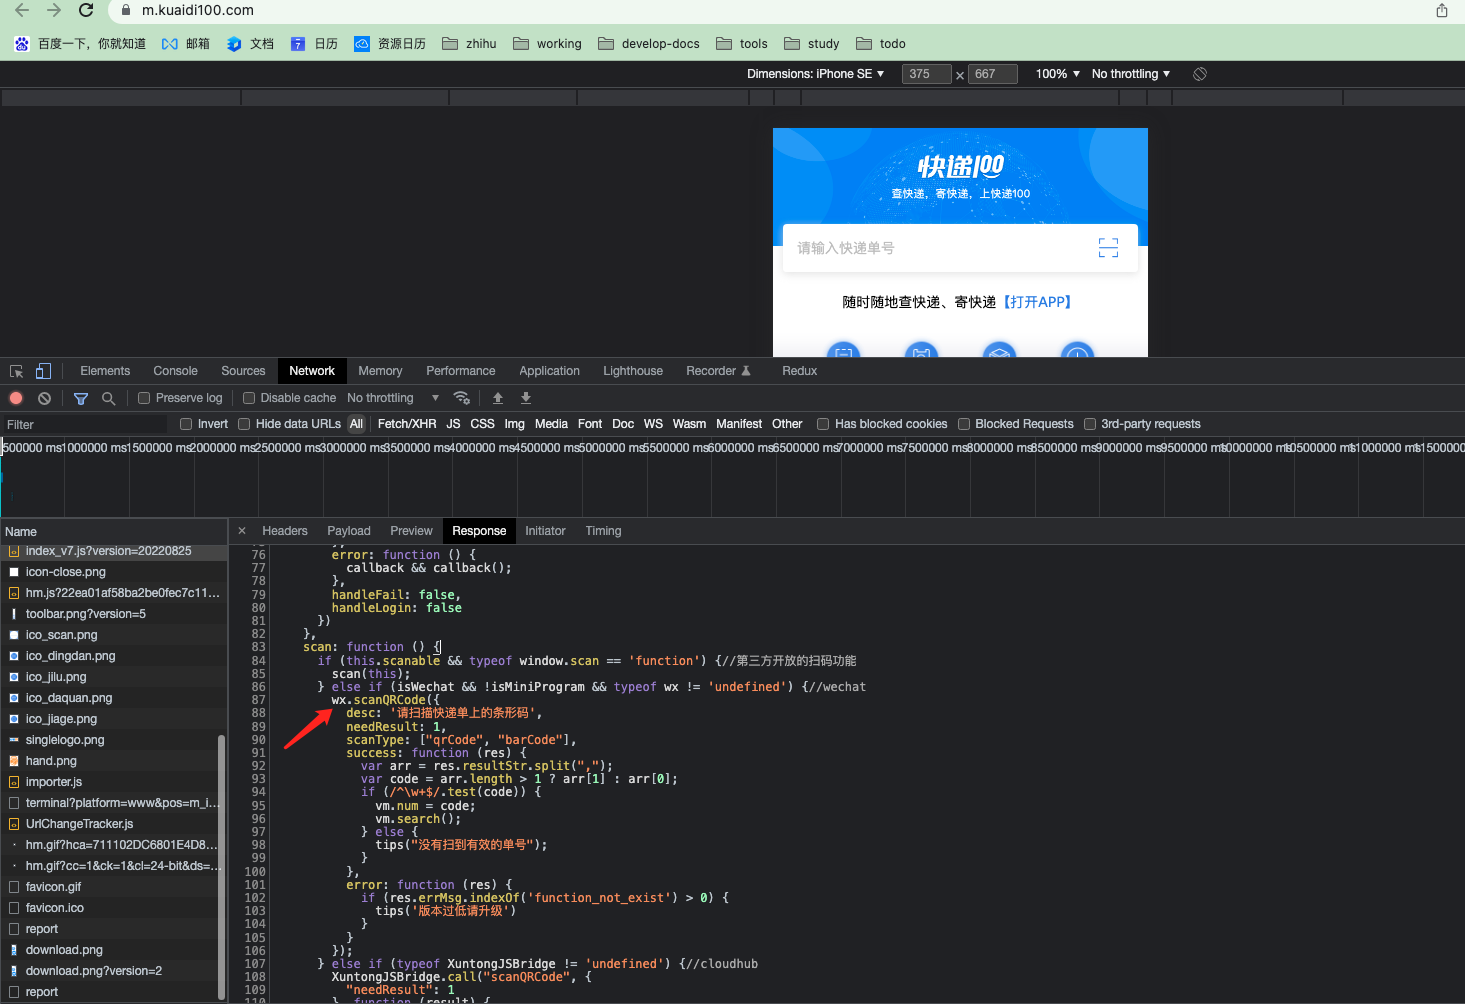 m.kuaidi100.com
百度一下，你就知道 邮箱 文档 7 日历 资源日历 zhihu working develop-docs tools study todo
Dimensions: iPhone SE ▼ 375 × 667 100% ▼ No throttling ▼
快递100
查快递，寄快递，上快递100
请输入快递单号
随时随地查快递、寄快递【打开APP】
Elements Console Sources Network Memory Performance Application Lighthouse Recorder Redux
Preserve log Disable cache No throttling ▼
Filter Invert Hide data URLs All Fetch/XHR JS CSS Img Media Font Doc WS Wasm Manifest Other Has blocked cookies Blocked Requests 3rd-party requests
500000 ms 1000000 ms 1500000 ms 2000000 ms 2500000 ms 3000000 ms 3500000 ms 4000000 ms 4500000 ms 5000000 ms 5500000 ms 6000000 ms 6500000 ms 7000000 ms 7500000 ms 8000000 ms 8500000 ms 9000000 ms 9500000 ms 10000000 ms 10500000 ms 11000000 ms 11500000
Name
index_v7.js?version=20220825
icon-close.png
hm.js?22ea01af58ba2be0fec7c11...
toolbar.png?version=5
ico_scan.png
ico_dingdan.png
ico_jilu.png
ico_daquan.png
ico_jiage.png
singlelogo.png
hand.png
importer.js
terminal?platform=www&pos=m_i...
UrlChangeTracker.js
hm.gif?hca=711102DC6801E4D8...
hm.gif?cc=1&ck=1&cl=24-bit&ds=...
favicon.gif
favicon.ico
report
download.png
download.png?version=2
report
× Headers Payload Preview Response Initiator Timing
76 error: function () {
77 callback && callback();
78 },
79 handleFail: false,
80 handleLogin: false
81 })
82 },
83 scan: function () {
84 if (this.scanable && typeof window.scan == 'function') {//第三方开放的扫码功能
85 scan(this);
86 } else if (isWechat && !isMiniProgram && typeof wx != 'undefined') {//wechat
87 wx.scanQRCode({
88 desc: '请扫描快递单上的条形码',
89 needResult: 1,
90 scanType: ["qrCode", "barCode"],
91 success: function (res) {
92 var arr = res.resultStr.split(",");
93 var code = arr.length > 1 ? arr[1] : arr[0];
94 if (/^\w+$/.test(code)) {
95 vm.num = code;
96 vm.search();
97 } else {
98 tips("没有扫到有效的单号");
99 }
100 },
101 error: function (res) {
102 if (res.errMsg.indexOf('function_not_exist') > 0) {
103 tips('版本过低请升级')
104 }
105 }
106 });
107 } else if (typeof XuntongJSBridge != 'undefined') {//cloudhub
108 XuntongJSBridge.call("scanQRCode", {
109 "needResult": 1
110 }, function (result) {